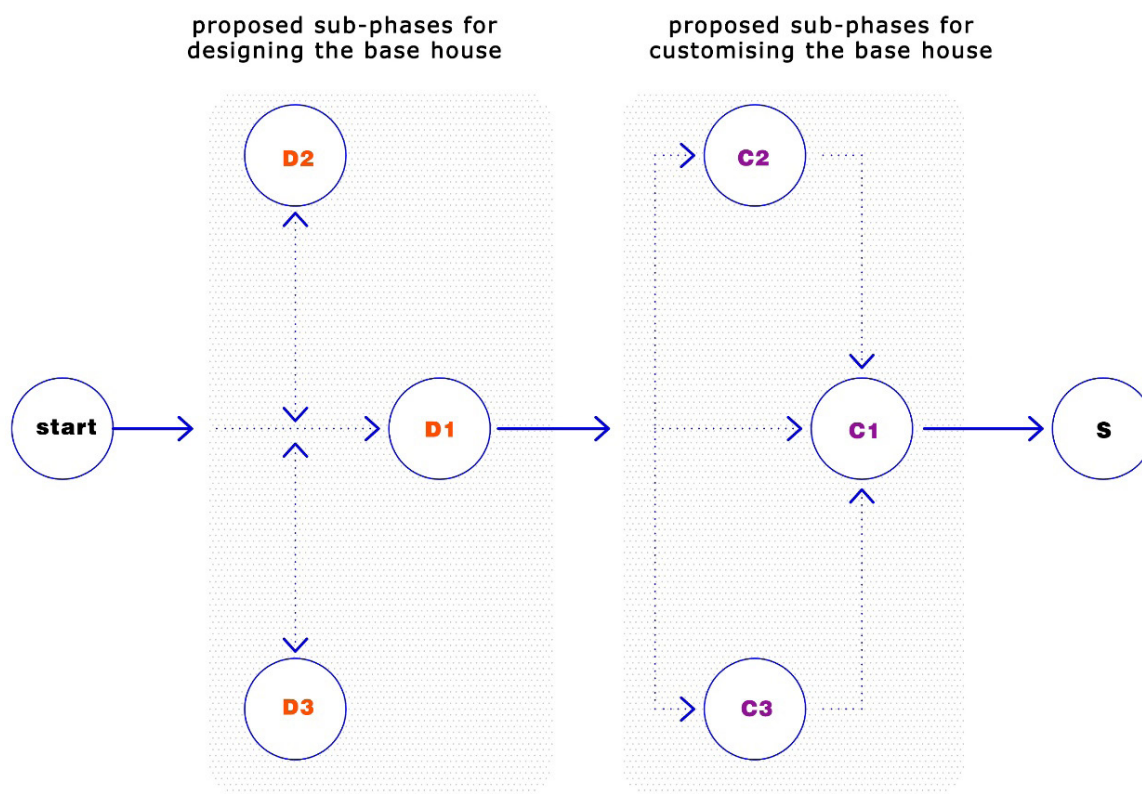 proposed sub-phases for
designing the base house
proposed sub-phases for
customising the base house
D2
C2
start
D1
C1
S
D3
C3